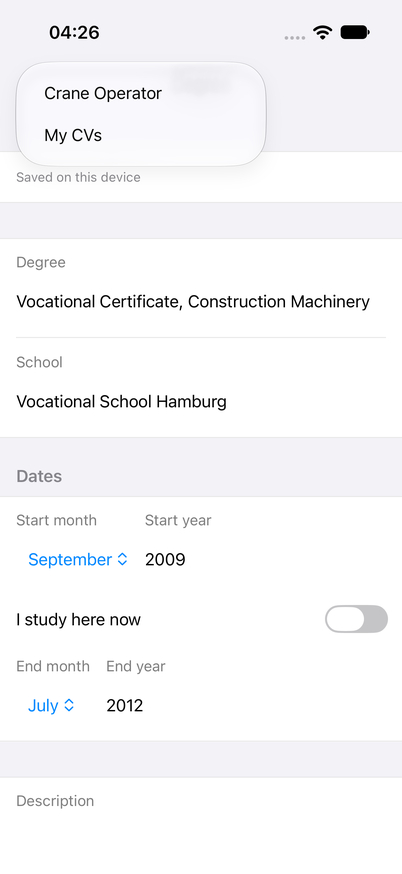 04:26
Crane Operator
My CVs
Saved on this device
Degree
Vocational Certificate, Construction Machinery
School
Vocational School Hamburg
Dates
Start month Start year
September 2009
I study here now
End month End year
July 2012
Description